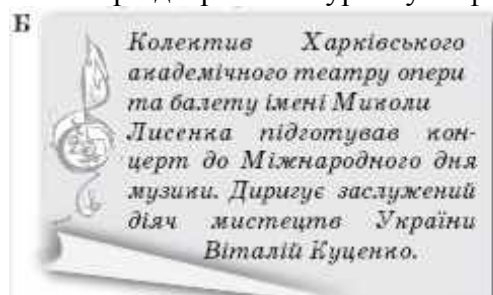 Б
Колектив Харківського
академічного театру опери
та балету імені Миколи
Лисенка підготував кон-
церт до Міжнародного дня
музики. Диригує заслужений
діяч мистецтв України
Віталій Куценко.